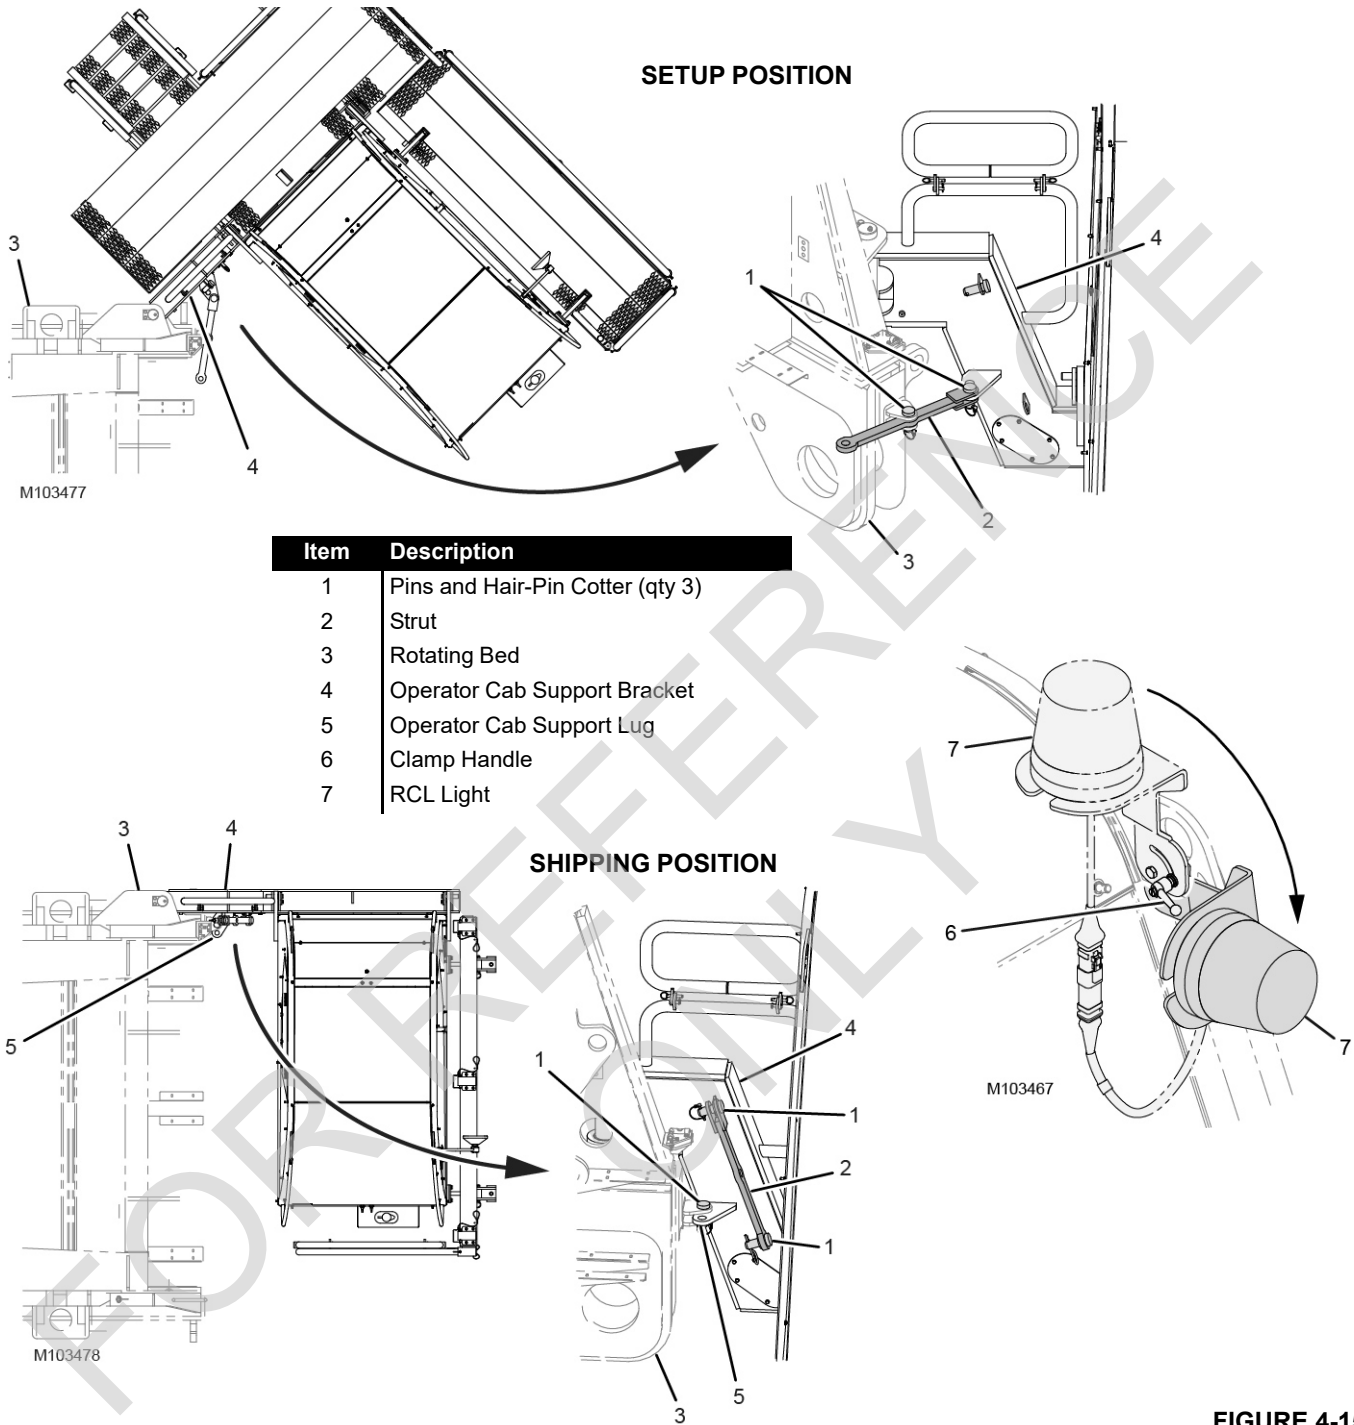 SETUP POSITION
3
4
1
4
2
3
M103477
Item Description
1 Pins and Hair-Pin Cotter (qty 3)
2 Strut
3 Rotating Bed
4 Operator Cab Support Bracket
5 Operator Cab Support Lug
6 Clamp Handle
7 RCL Light
7
6
7
M103467
SHIPPING POSITION
3 4
5
M103478
1
4
1
2
1
5
3
FOR REFERENCE
ONLY